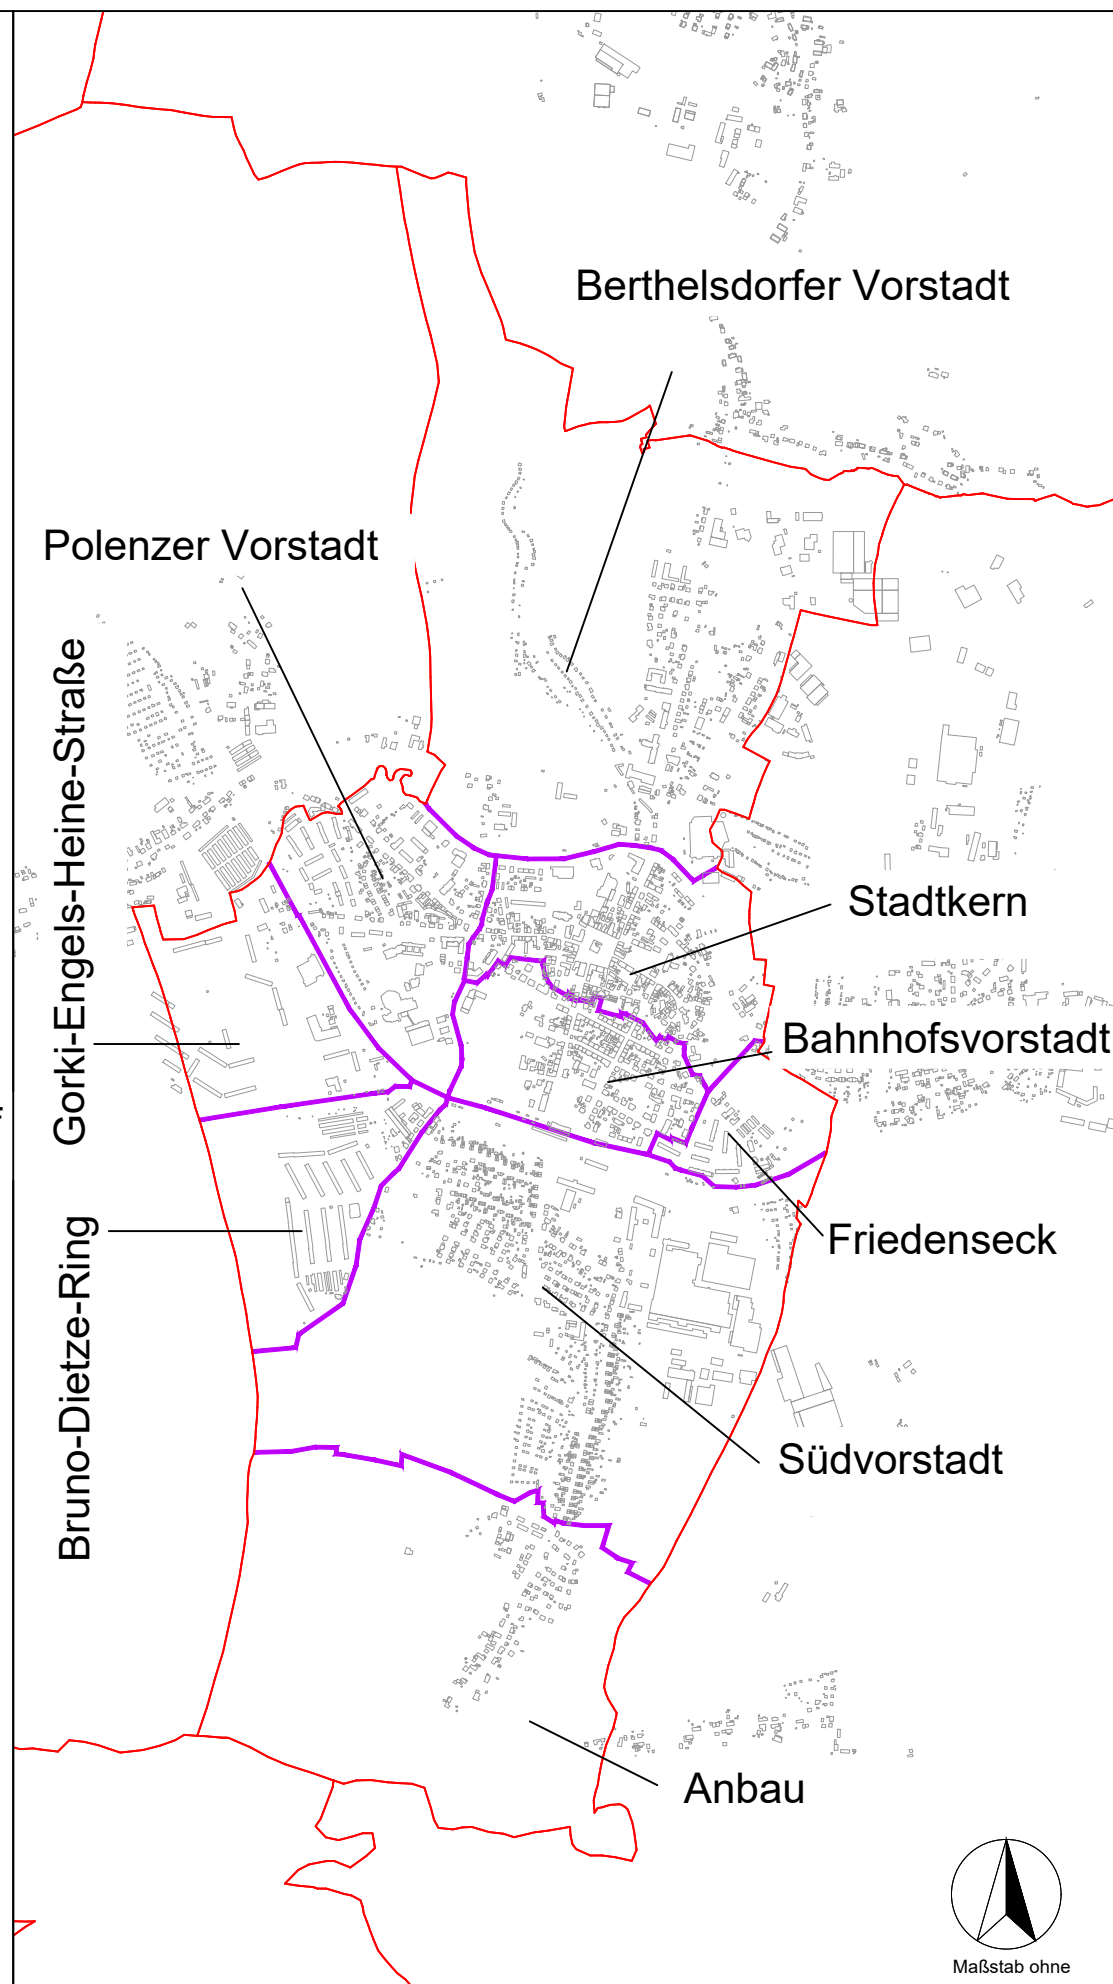 Berthelsdorfer Vorstadt
Polenzer Vorstadt
Gorki-Engels-Heine-Straße
Stadtkern
Bahnhofsvorstadt
Friedenseck
Bruno-Dietze-Ring
Südvorstadt
Anbau
Maßstab ohne